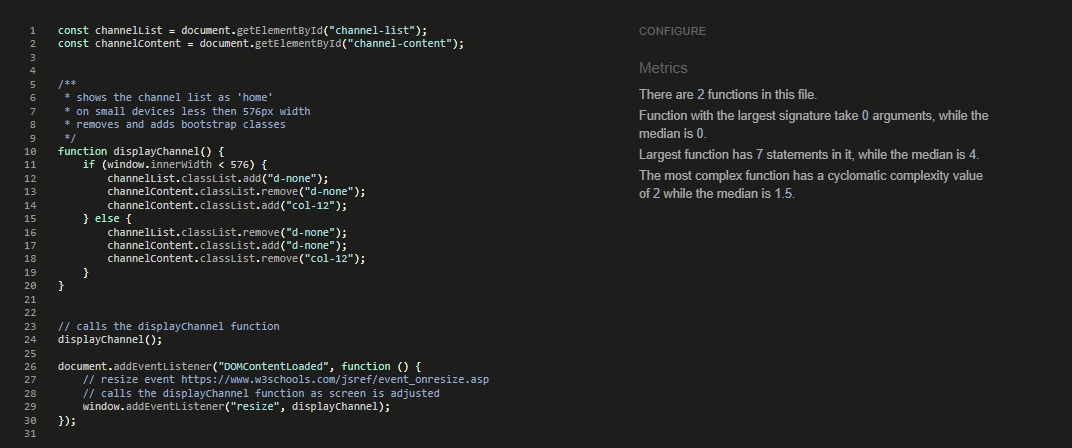 1 const channelList = document.getElementById("channel-list");
2 const channelContent = document.getElementById("channel-content");
3
4
5 /**
6  * shows the channel list as 'home'
7  * on small devices less then 576px width
8  * removes and adds bootstrap classes
9  */
10 function displayChannel() {
11     if (window.innerWidth < 576) {
12         channelList.classList.add("d-none");
13         channelContent.classList.remove("d-none");
14         channelContent.classList.add("col-12");
15     } else {
16         channelList.classList.remove("d-none");
17         channelContent.classList.add("d-none");
18         channelContent.classList.remove("col-12");
19     }
20 }
21
22
23 // calls the displayChannel function
24 displayChannel();
25
26 document.addEventListener("DOMContentLoaded", function () {
27     // resize event https://www.w3schools.com/jsref/event_onresize.asp
28     // calls the displayChannel function as screen is adjusted
29     window.addEventListener("resize", displayChannel);
30 });
31
CONFIGURE
Metrics
There are 2 functions in this file.
Function with the largest signature take 0 arguments, while the
median is 0.
Largest function has 7 statements in it, while the median is 4.
The most complex function has a cyclomatic complexity value
of 2 while the median is 1.5.